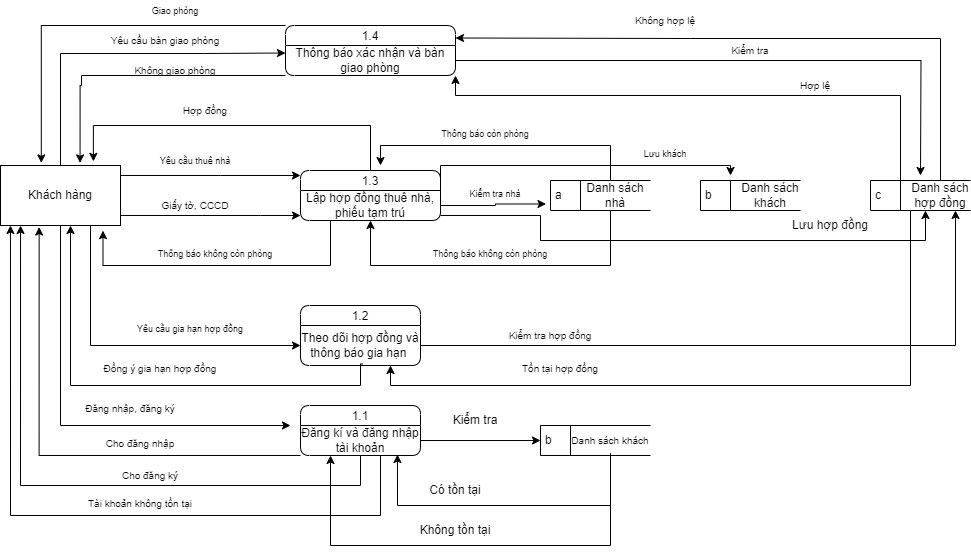 Giao phòng
Không hợp lệ
Yêu cầu bàn giao phòng
1.4
Thông báo xác nhận và bàn
giao phòng
Kiểm tra
Không giao phòng
Hợp lệ
Hợp đồng
Thông báo còn phòng
Yêu cầu thuê nhà
Lưu khách
Khách hàng
1.3
Lập hợp đồng thuê nhà,
phiếu tạm trú
Kiểm tra nhà
a
Danh sách
nhà
b
Danh sách
khách
c
Danh sách
hợp đồng
Giấy tờ, CCCD
Lưu hợp đồng
Thông báo không còn phòng
Thông báo không còn phòng
1.2
Theo dõi hợp đồng và
thông báo gia hạn
Yêu cầu gia hạn hợp đồng
Kiểm tra hợp đồng
Đồng ý gia hạn hợp đồng
Tồn tại hợp đồng
Đăng nhập, đăng ký
1.1
Đăng kí và đăng nhập
tài khoản
Kiểm tra
b
Danh sách khách
Cho đăng nhập
Cho đăng ký
Có tồn tại
Tài khoản không tồn tại
Không tồn tại